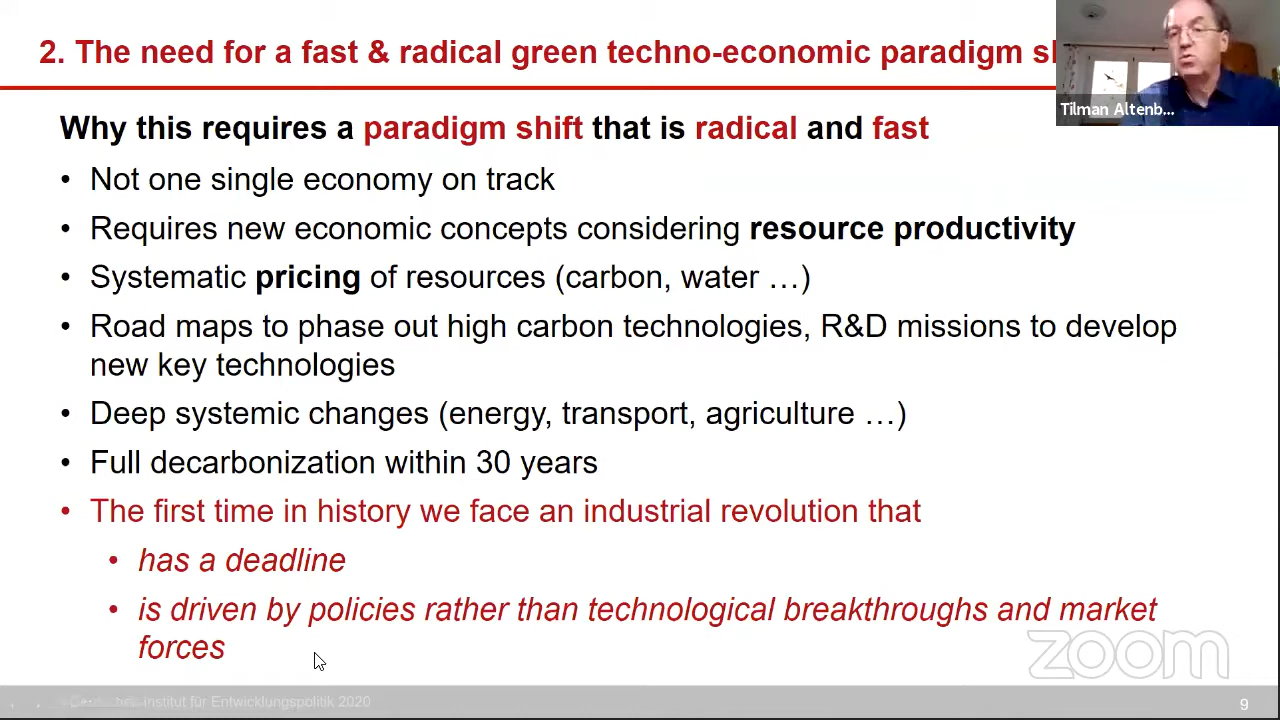 2. The need for a fast & radical green techno-economic paradigm
Tilman Altenb...
Why this requires a paradigm shift that is radical and fast
• Not one single economy on track
• Requires new economic concepts considering resource productivity
• Systematic pricing of resources (carbon, water …)
• Road maps to phase out high carbon technologies, R&D missions to develop
new key technologies
• Deep systemic changes (energy, transport, agriculture …)
• Full decarbonization within 30 years
• The first time in history we face an industrial revolution that
• has a deadline
• is driven by policies rather than technological breakthroughs and market
forces
zoom
Institut für Entwicklungspolitik 2020
9